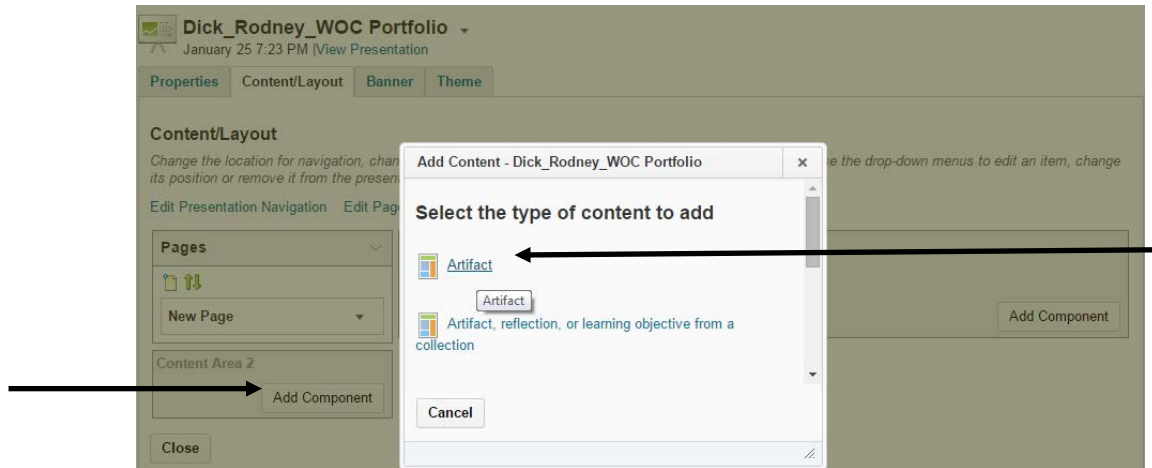 Dick_Rodney_WOC Portfolio
January 25 7:23 PM |View Presentation
Properties Content/Layout Banner Theme
Content/Layout
Change the location for navigation, chan
se the drop-down menus to edit an item, change
its position or remove it from the presen
Edit Presentation Navigation Edit Pag
Pages
New Page
Content Area 2
Add Component
Close
Add Component
Add Content - Dick_Rodney_WOC Portfolio x
Select the type of content to add
Artifact
Artifact
Artifact, reflection, or learning objective from a
collection
Cancel